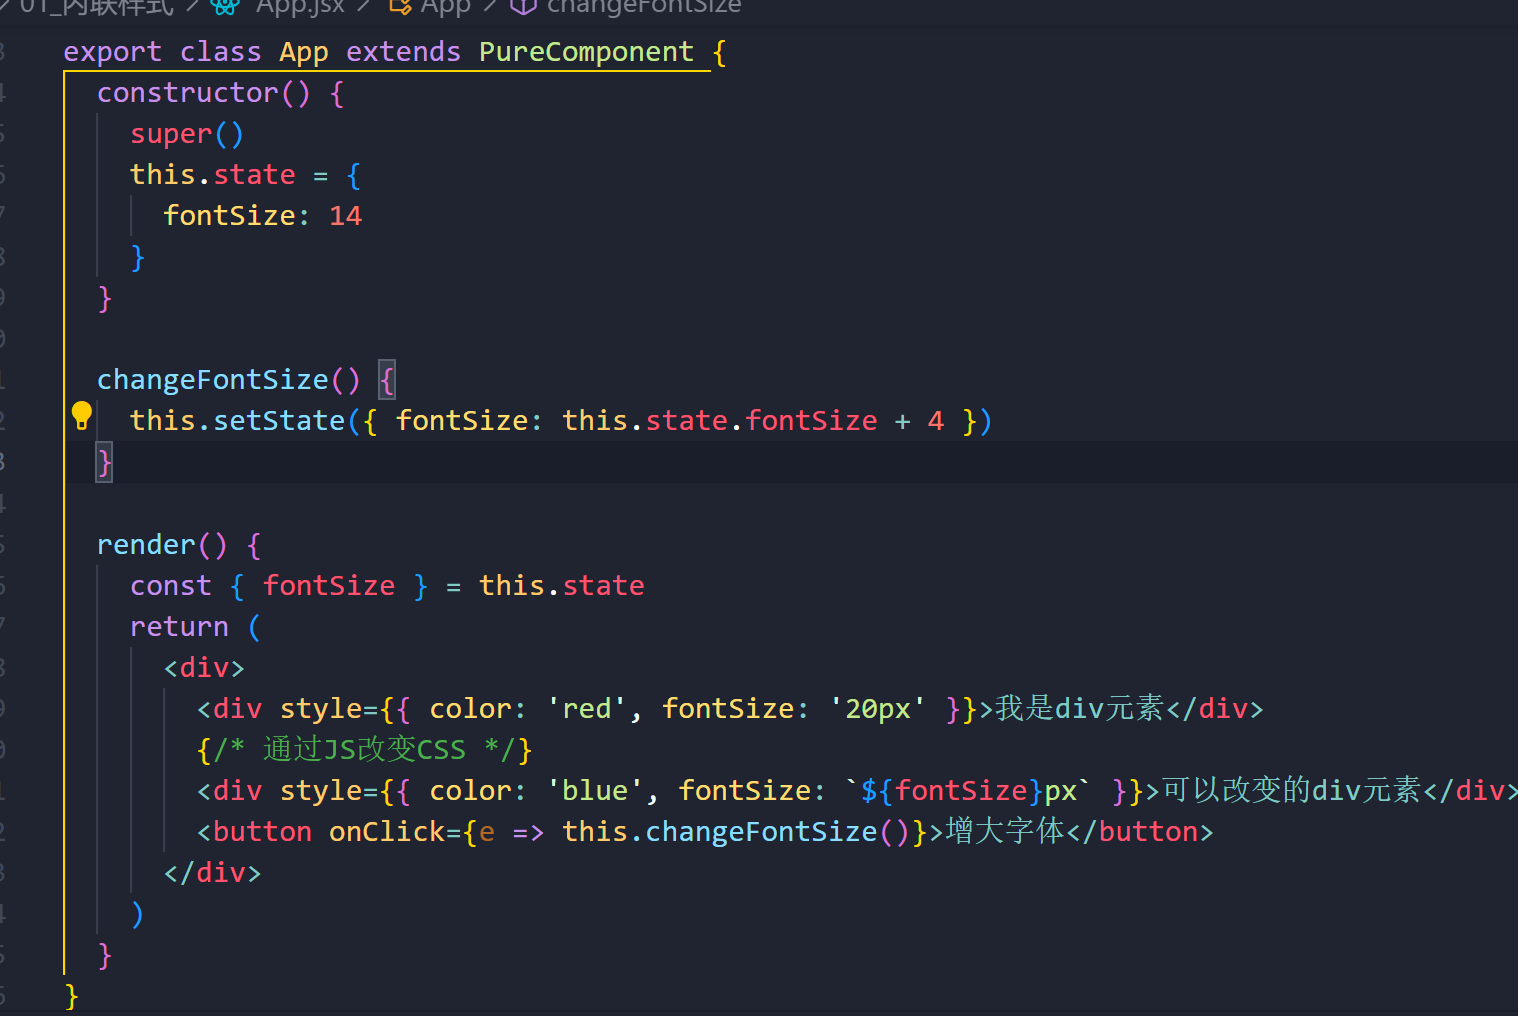 01_内联样式 / App.jsx / App / changeFontSize
export class App extends PureComponent {
constructor() {
super()
this.state = {
fontSize: 14
}
}
changeFontSize() {
this.setState({ fontSize: this.state.fontSize + 4 })
}
render() {
const { fontSize } = this.state
return (
<div>
<div style={{ color: 'red', fontSize: '20px' }}>我是div元素</div>
{/* 通过JS改变CSS */}
<div style={{ color: 'blue', fontSize: `${fontSize}px` }}>可以改变的div元素</div>
<button onClick={e => this.changeFontSize()}>增大字体</button>
</div>
)
}
}